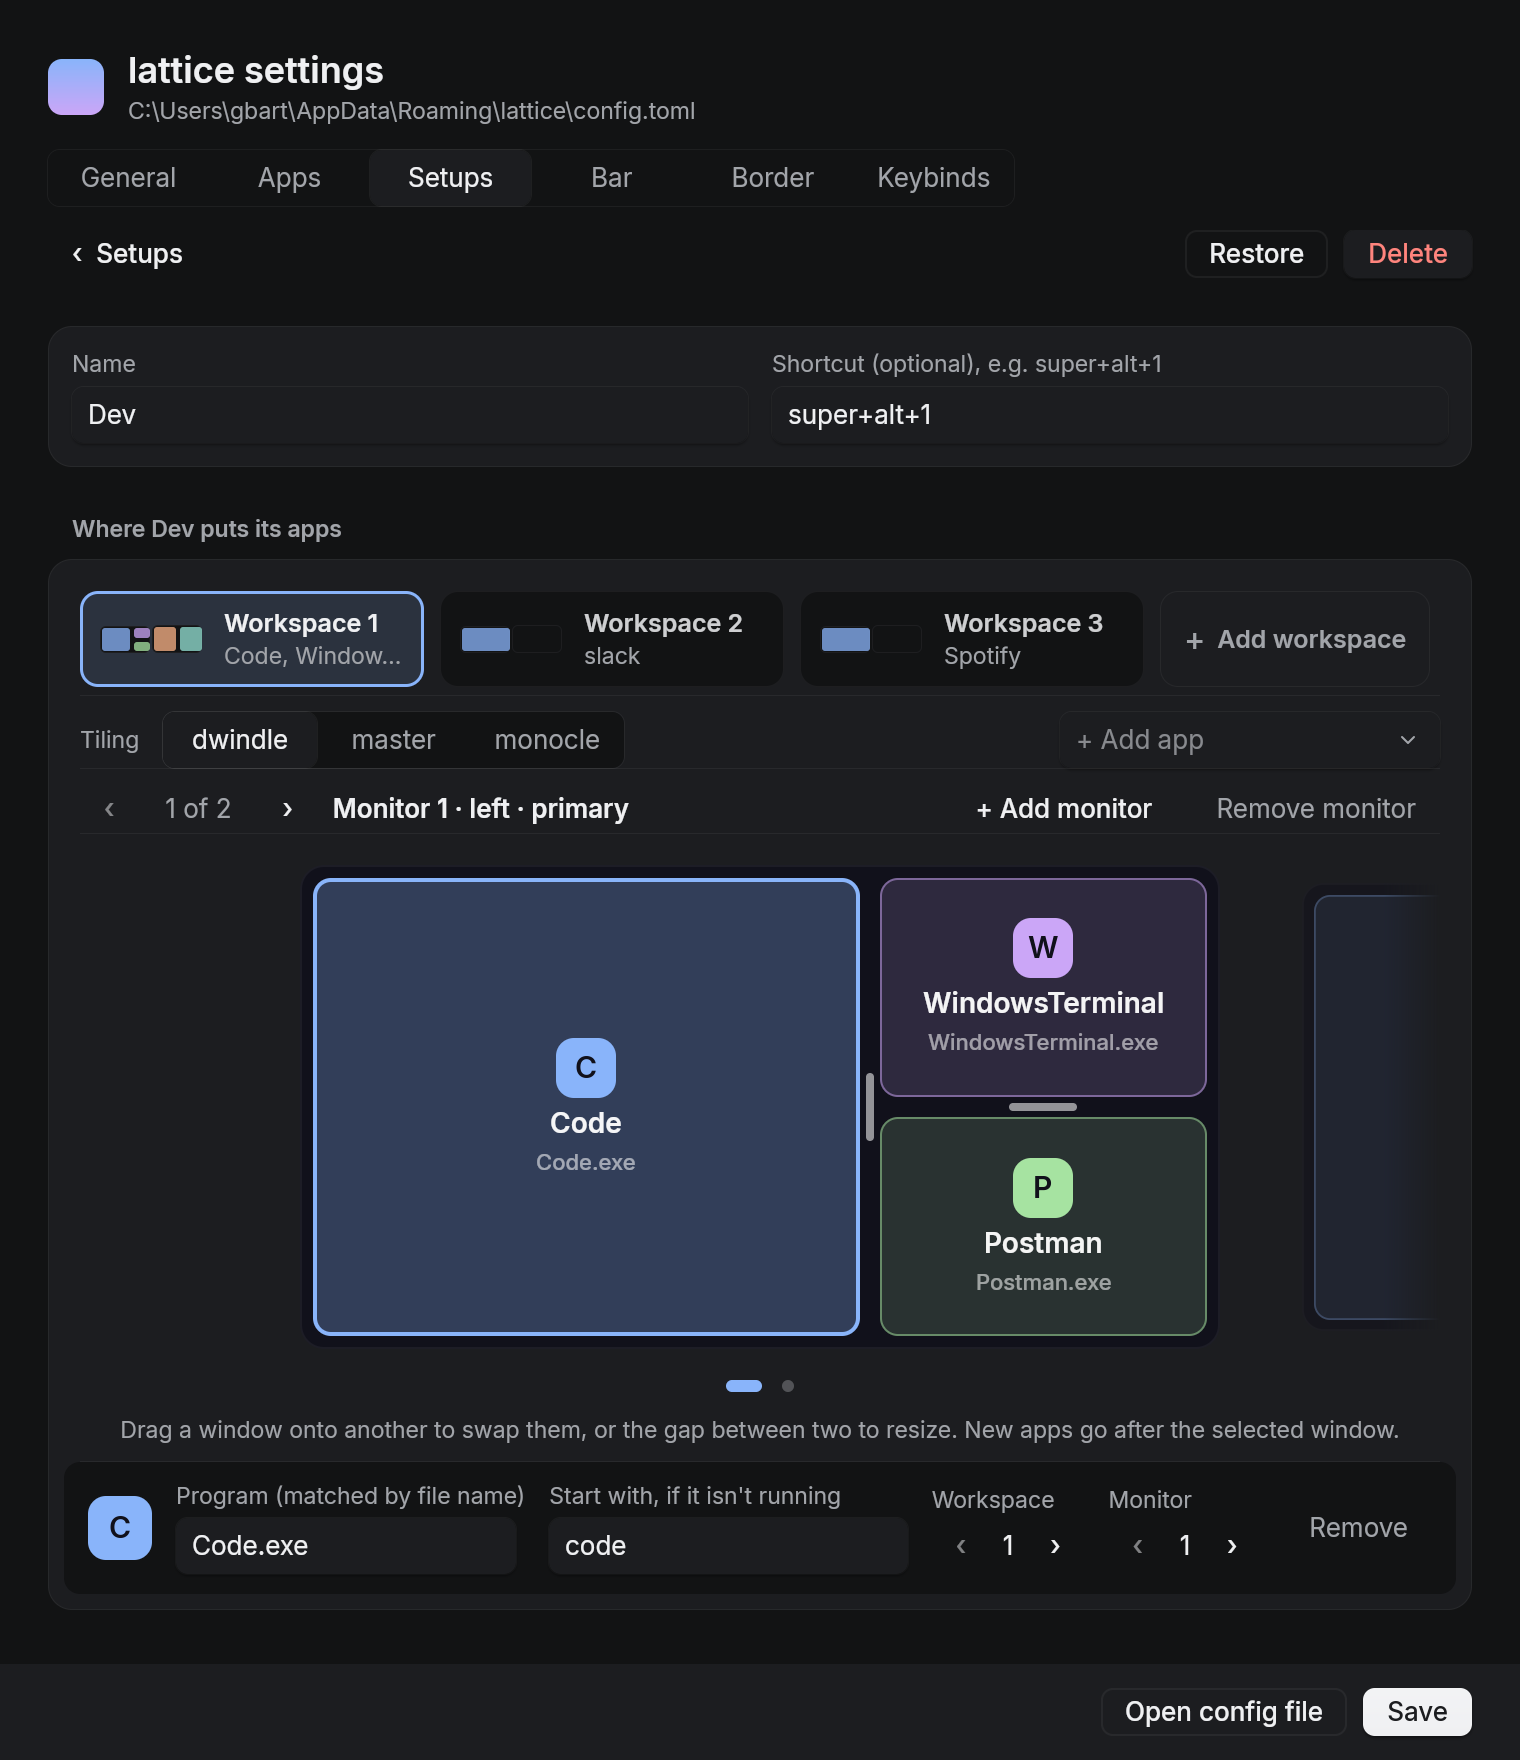 lattice settings
C:\Users\gbart\AppData\Roaming\lattice\config.toml
General Apps Setups Bar Border Keybinds
‹ Setups Restore Delete
Name Shortcut (optional), e.g. super+alt+1
Dev super+alt+1
Where Dev puts its apps
Workspace 1 Workspace 2 Workspace 3 + Add workspace
Code, Window... slack Spotify
Tiling dwindle master monocle + Add app
‹ 1 of 2 › Monitor 1 · left · primary + Add monitor Remove monitor
W
WindowsTerminal
WindowsTerminal.exe
C
Code
Code.exe
P
Postman
Postman.exe
Drag a window onto another to swap them, or the gap between two to resize. New apps go after the selected window.
Program (matched by file name) Start with, if it isn't running Workspace Monitor
C Code.exe code ‹ 1 › ‹ 1 › Remove
Open config file Save